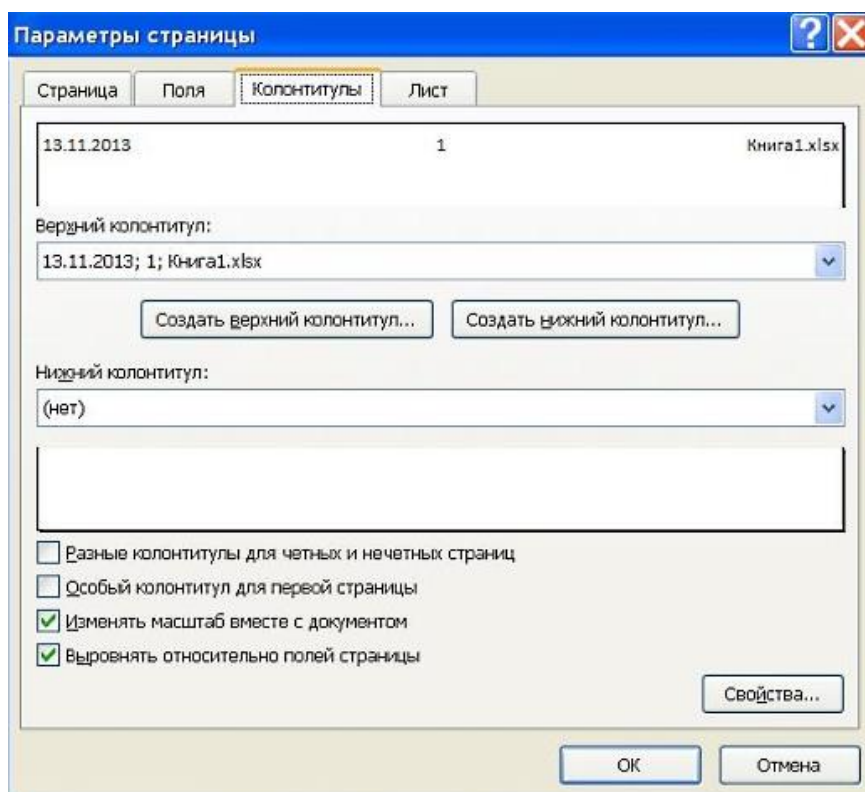 Параметры страницы
Страница Поля Колонтитулы Лист
13.11.2013 1 Книга1.xlsx
Верхний колонтитул:
13.11.2013; 1; Книга1.xlsx
Создать верхний колонтитул... Создать нижний колонтитул...
Нижний колонтитул:
(нет)
Разные колонтитулы для четных и нечетных страниц
Особый колонтитул для первой страницы
Изменять масштаб вместе с документом
Выровнять относительно полей страницы
Свойства...
ОК Отмена